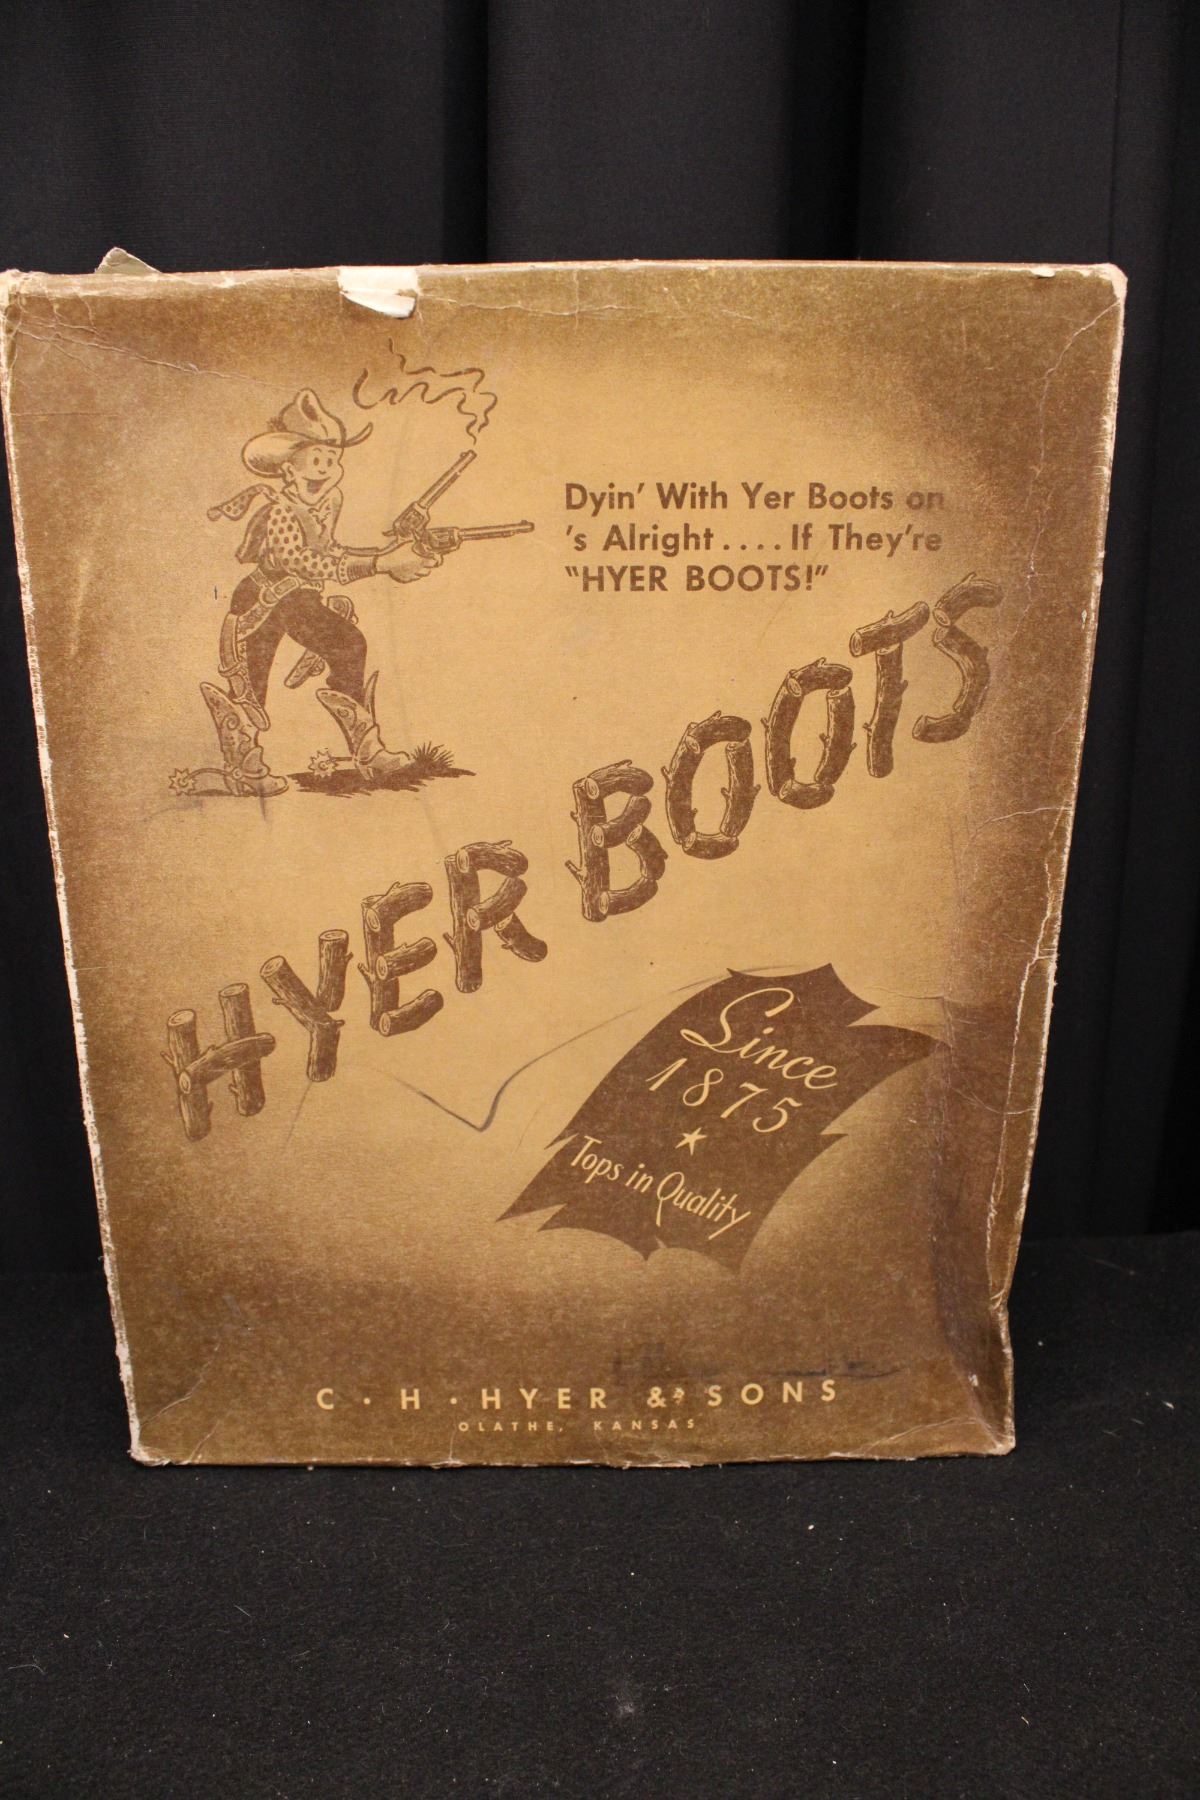 Dyin' With Yer Boots on
's Alright....If They're
"HYER BOOTS!"
HYER BOOTS
Since
1875
Tops in Quality
C • H • HYER & SONS
OLATHE, KANSAS